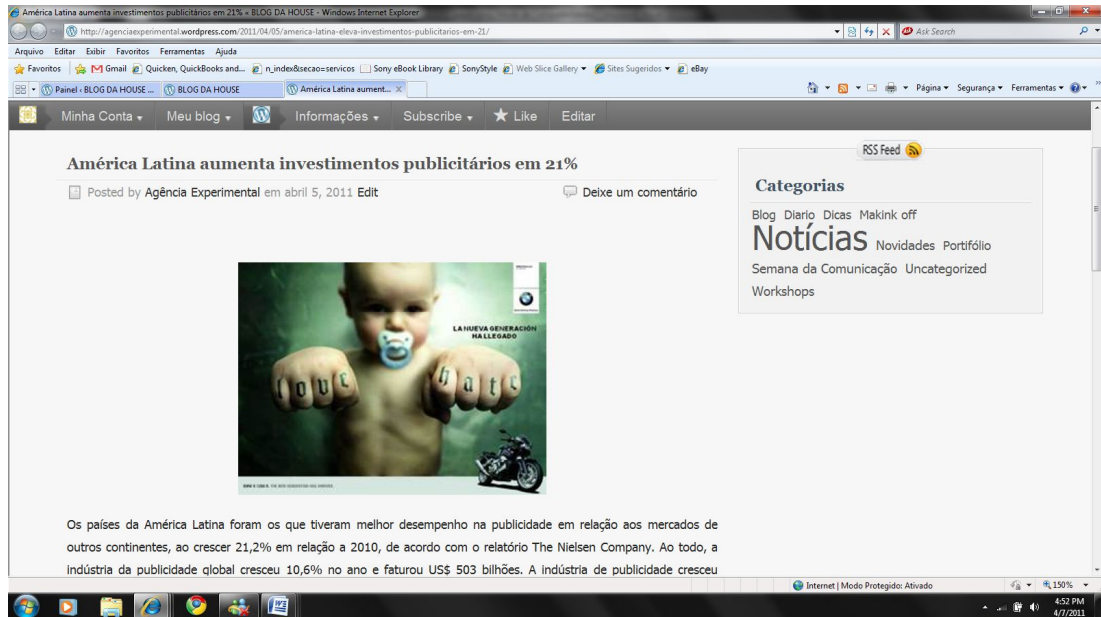 América Latina aumenta investimentos publicitários em 21% « BLOG DA HOUSE - Windows Internet Explorer
http://agenciaexperimental.wordpress.com/2011/04/05/america-latina-eleva-investimentos-publicitarios-em-21/
Ask Search
Arquivo Editar Exibir Favoritos Ferramentas Ajuda
Favoritos Gmail Quicken, QuickBooks and... n_index&secao=servicos Sony eBook Library SonyStyle Web Slice Gallery Sites Sugeridos eBay
Painel ‹ BLOG DA HOUSE ... BLOG DA HOUSE América Latina aument... X
Página Segurança Ferramentas
Minha Conta Meu blog Informações Subscribe Like Editar
RSS Feed
América Latina aumenta investimentos publicitários em 21%
Posted by Agência Experimental em abril 5, 2011 Edit
Deixe um comentário
Categorias
Blog Diario Dicas Makink off
Notícias Novidades Portifólio
Semana da Comunicação Uncategorized
Workshops
LA NUEVA GENERACIÓN
HA LLEGADO
love hate
Os países da América Latina foram os que tiveram melhor desempenho na publicidade em relação aos mercados de
outros continentes, ao crescer 21,2% em relação a 2010, de acordo com o relatório The Nielsen Company. Ao todo, a
indústria da publicidade global cresceu 10,6% no ano e faturou US$ 503 bilhões. A indústria de publicidade cresceu
Internet | Modo Protegido: Ativado
150%
4:52 PM
4/7/2011